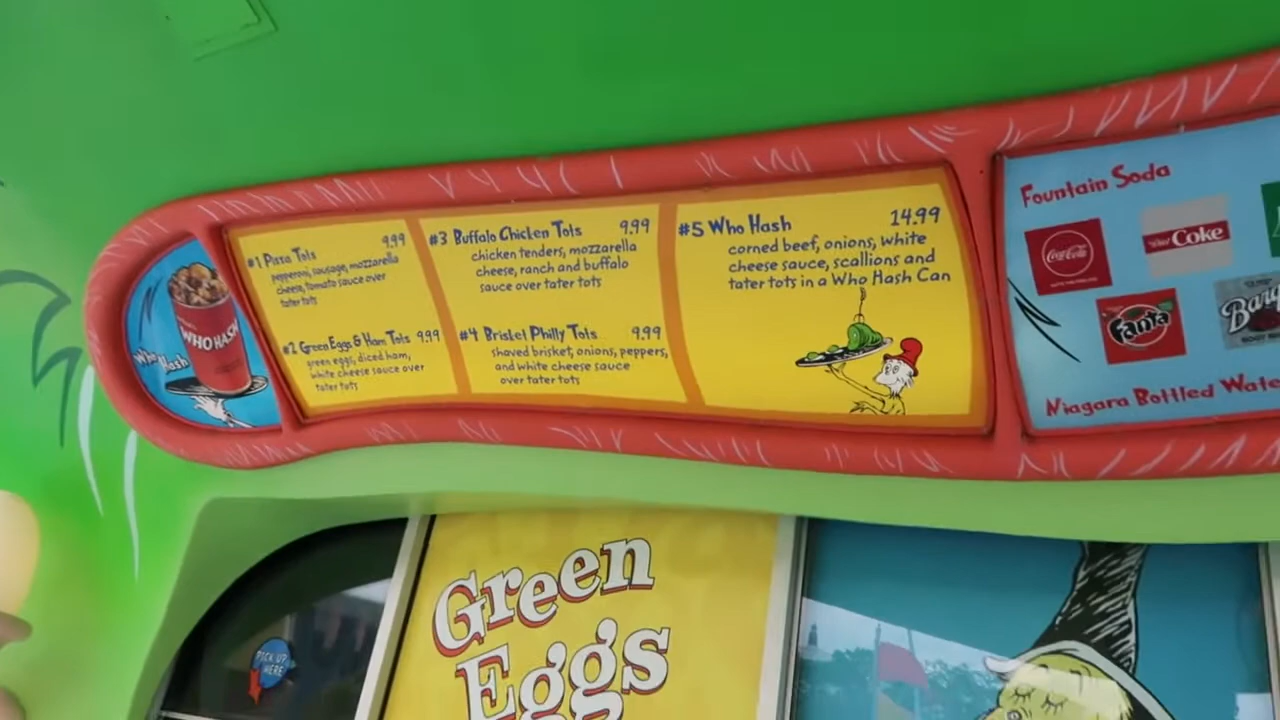 #1 Pizza Tots 9.99
pepperoni, sausage, mozzarella
cheese, tomato sauce over
tater tots
#2 Green Eggs & Ham Tots 9.99
green eggs, diced ham,
white cheese sauce over
tater tots
#3 Buffalo Chicken Tots 9.99
chicken tenders, mozzarella
cheese, ranch and buffalo
sauce over tater tots
#4 Brisket Philly Tots 9.99
shaved brisket, onions, peppers,
and white cheese sauce
over tater tots
#5 Who Hash 14.99
corned beef, onions, white
cheese sauce, scallions and
tater tots in a Who Hash Can
Who Hash
WHO HASH
Fountain Soda
Coca-Cola
Coke
Fanta
Niagara Bottled
PICK UP
HERE
Green
Eggs